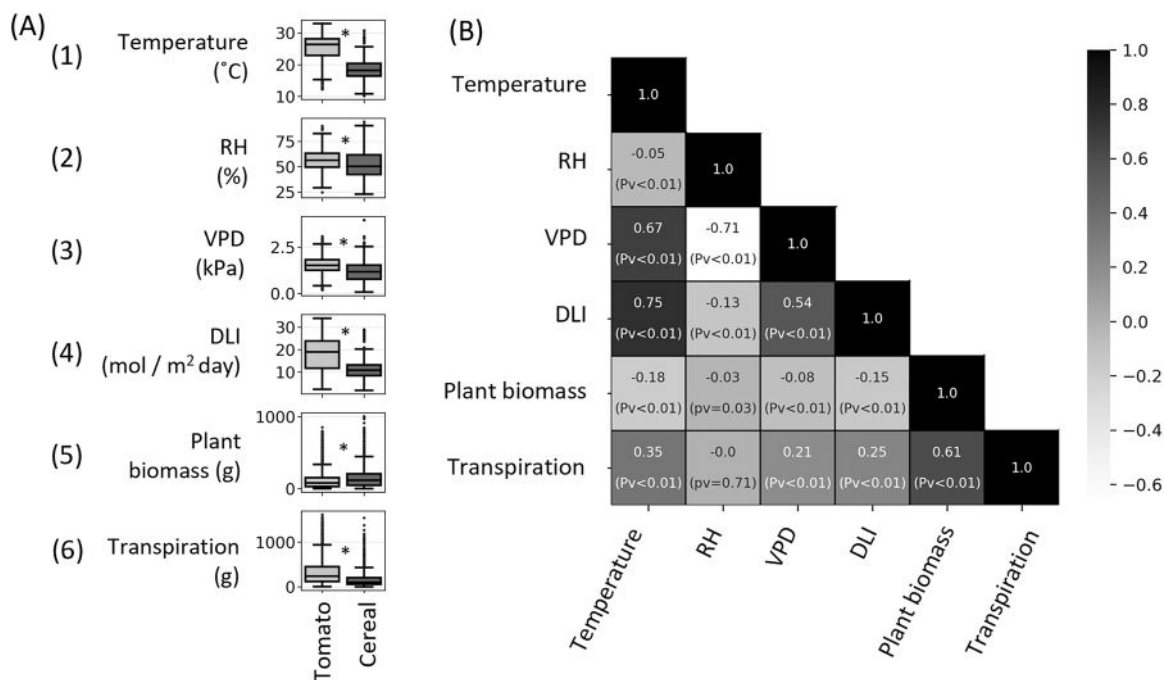 (A)
(1)
Temperature
(˚C)
30
20
10
*
(2)
RH
(%)
75
50
25
*
(3)
VPD
(kPa)
2.5
0.0
*
(4)
DLI
(mol / m² day)
30
20
10
*
(5)
Plant
biomass (g)
1000
0
*
(6)
Transpiration
(g)
1000
0
*
Tomato
Cereal
(B)
Temperature
1.0
RH
-0.05
(Pv<0.01)
1.0
VPD
0.67
(Pv<0.01)
-0.71
(Pv<0.01)
1.0
DLI
0.75
(Pv<0.01)
-0.13
(Pv<0.01)
0.54
(Pv<0.01)
1.0
Plant biomass
-0.18
(Pv<0.01)
-0.03
(pv=0.03)
-0.08
(Pv<0.01)
-0.15
(Pv<0.01)
1.0
Transpiration
0.35
(Pv<0.01)
-0.0
(pv=0.71)
0.21
(Pv<0.01)
0.25
(Pv<0.01)
0.61
(Pv<0.01)
1.0
Temperature
RH
VPD
DLI
Plant biomass
Transpiration
1.0
0.8
0.6
0.4
0.2
0.0
−0.2
−0.4
−0.6